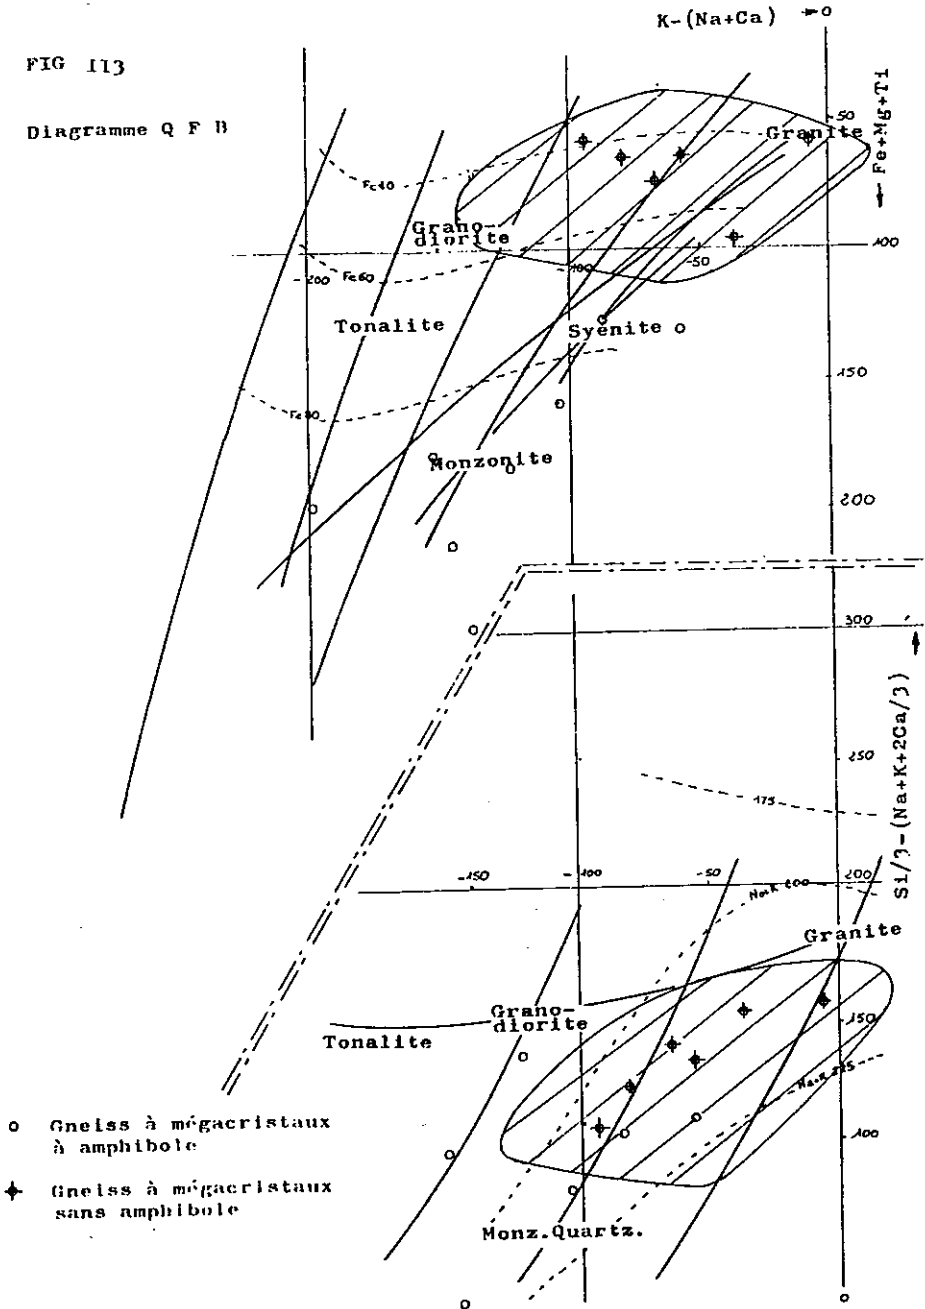 K-(Na+Ca) → o
FIG II3
Diagramme Q F B
50
Granite
← Fe+Mg+Ti
Fe40
Grano-
diorite
100
-50
-100
-200
Fe60
Tonalite
Syénite
150
Fe80
Monzonite
200
300
Si/3-(Na+K+2Ca/3)
250
175
-150
-100
-50
200
Na+K 200
Granite
Grano-
diorite
150
Tonalite
Na+K 225
o Gneiss à mégacristaux
à amphibole
100
Gneiss à mégacristaux
sans amphibole
Monz.Quartz.